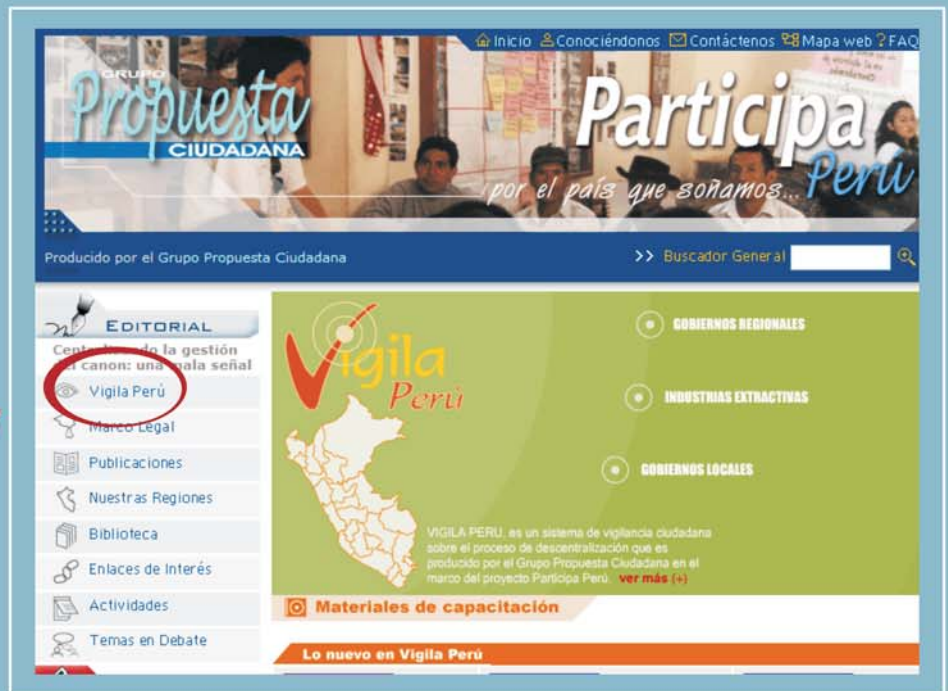 Inicio Conociéndonos Contáctenos Mapa web ? FAQ
GRUPO
Propuesta
CIUDADANA
Participa
Perú
por el país que soñamos...
Producido por el Grupo Propuesta Ciudadana
>> Buscador General
EDITORIAL
Centralizando la gestión
del canon: una mala señal
Vigila Perú
Marco Legal
Publicaciones
Nuestras Regiones
Biblioteca
Enlaces de Interés
Actividades
Temas en Debate
Vigila
Perú
GOBIERNOS REGIONALES
INDUSTRIAS EXTRACTIVAS
GOBIERNOS LOCALES
VIGILA PERU, es un sistema de vigilancia ciudadana
sobre el proceso de descentralización que es
producido por el Grupo Propuesta Ciudadana en el
marco del proyecto Participa Perú. ver más (+)
Materiales de capacitación
Lo nuevo en Vigila Perú